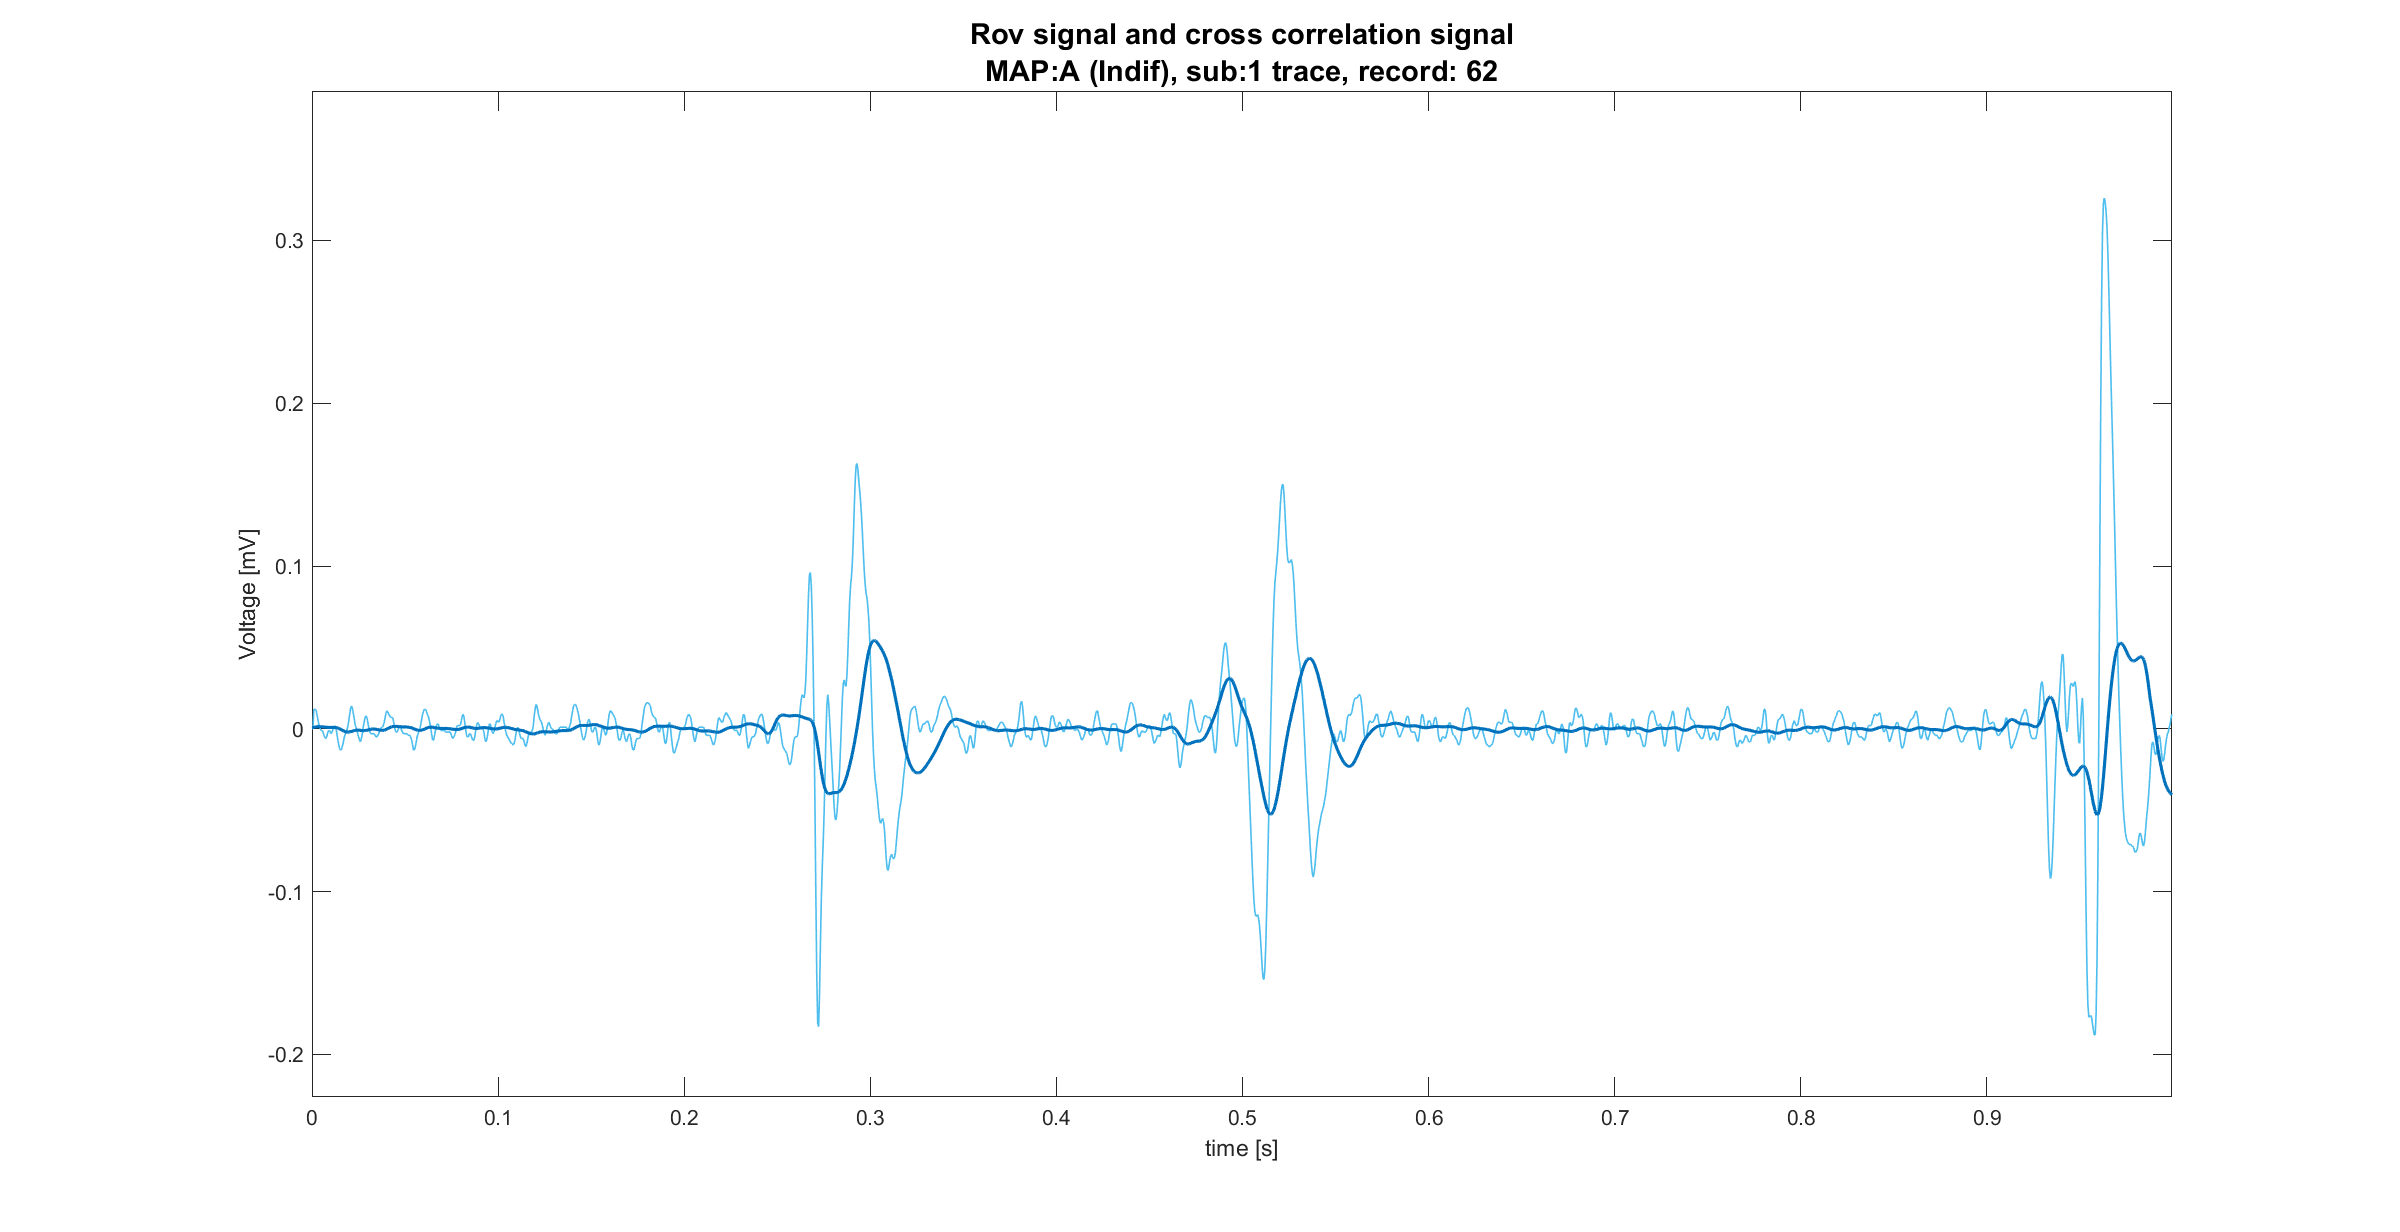 Rov signal and cross correlation signal
MAP:A (Indif), sub:1 trace, record: 62
Voltage [mV]
0.3
0.2
0.1
0
-0.1
-0.2
0 0.1 0.2 0.3 0.4 0.5 0.6 0.7 0.8 0.9
time [s]